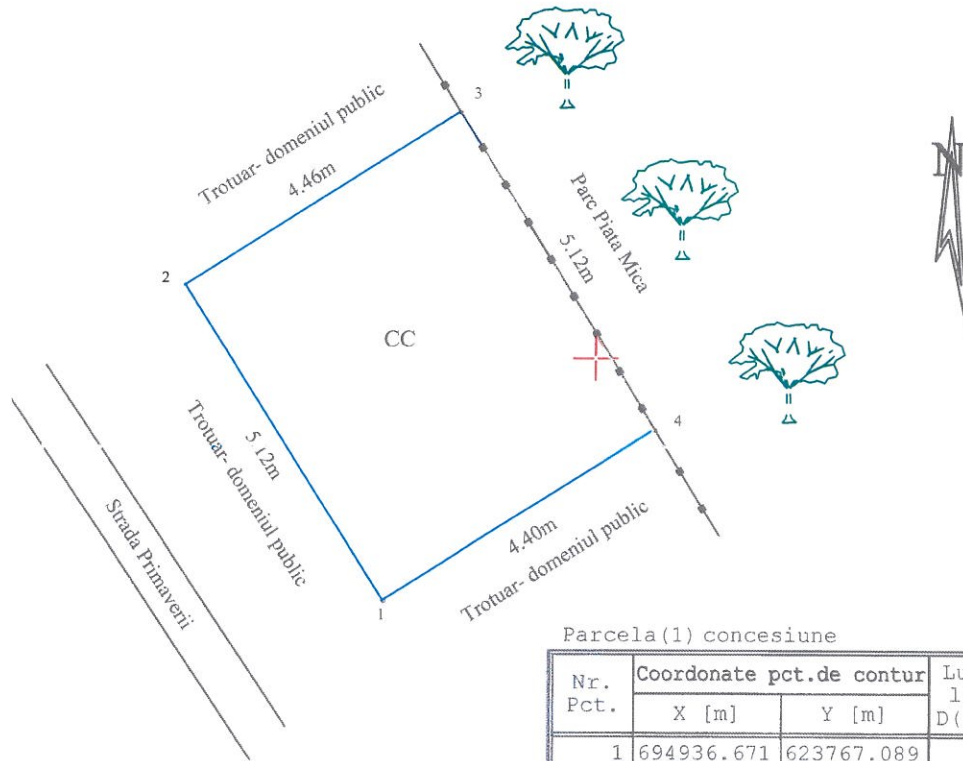 3
Trotuar- domeniul public
4.46m
N
Parc Piata Mica
5.12m
2
CC
4
5.12m
Trotuar- domeniul public
Strada Primaverii
4.40m
Trotuar- domeniul public
1
Parcela(1) concesiune
Nr. Pct.
Coordonate pct.de contur
X [m]
Y [m]
Lu
l
D(
1 694936.671 623767.089